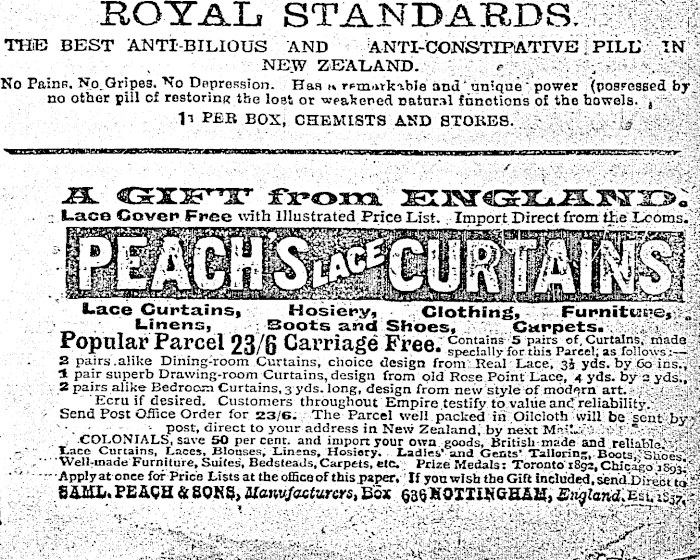 ROYAL STANDARDS.
THE BEST ANTI-BILIOUS AND ANTI-CONSTIPATIVE PILL IN
NEW ZEALAND.
No Pains, No Gripes, No Depression. Has a remarkable and unique power (possessed by
no other pill of restoring the lost or weakened natural functions of the bowels.
PER BOX, CHEMISTS AND STORES.
A GIFT from ENGLAND.
Lace Cover Free with Illustrated Price List. Import Direct from the Looms.
PEACH'S LACE CURTAINS
Lace Curtains, Hosiery, Clothing, Furniture,
Linens, Boots and Shoes, Carpets.
Popular Parcel 23/6 Carriage Free. Contains 5 pairs of Curtains, made
specially for this Parcel, as follows:—
2 pairs alike Dining-room Curtains, choice design from Real Lace, 3½ yds. by 60 ins.,
1 pair superb Drawing-room Curtains, design from old Rose Point Lace, 4 yds. by 2 yds.,
2 pairs alike Bedroom Curtains, 3 yds. long, design from new style of modern art.
Ecru if desired. Customers throughout Empire testify to value and reliability.
Send Post Office Order for 23/6. The Parcel well packed in Oilcloth will be sent by
post, direct to your address in New Zealand, by next
COLONIALS, save 50 per cent. and import your own goods, British made and reliable.
Lace Curtains, Laces, Blouses, Linens, Hosiery. Ladies' and Gents' Tailoring, Boots, Shoes.
Well-made Furniture, Suites, Bedsteads, Carpets, etc. Prize Medals: Toronto 1892, Chicago 1893.
Apply at once for Price Lists at the office of this paper. If you wish the Gift included, send Direct to
SAML. PEACH & SONS, Manufacturers, Box 636 NOTTINGHAM, England. Est. 1857.